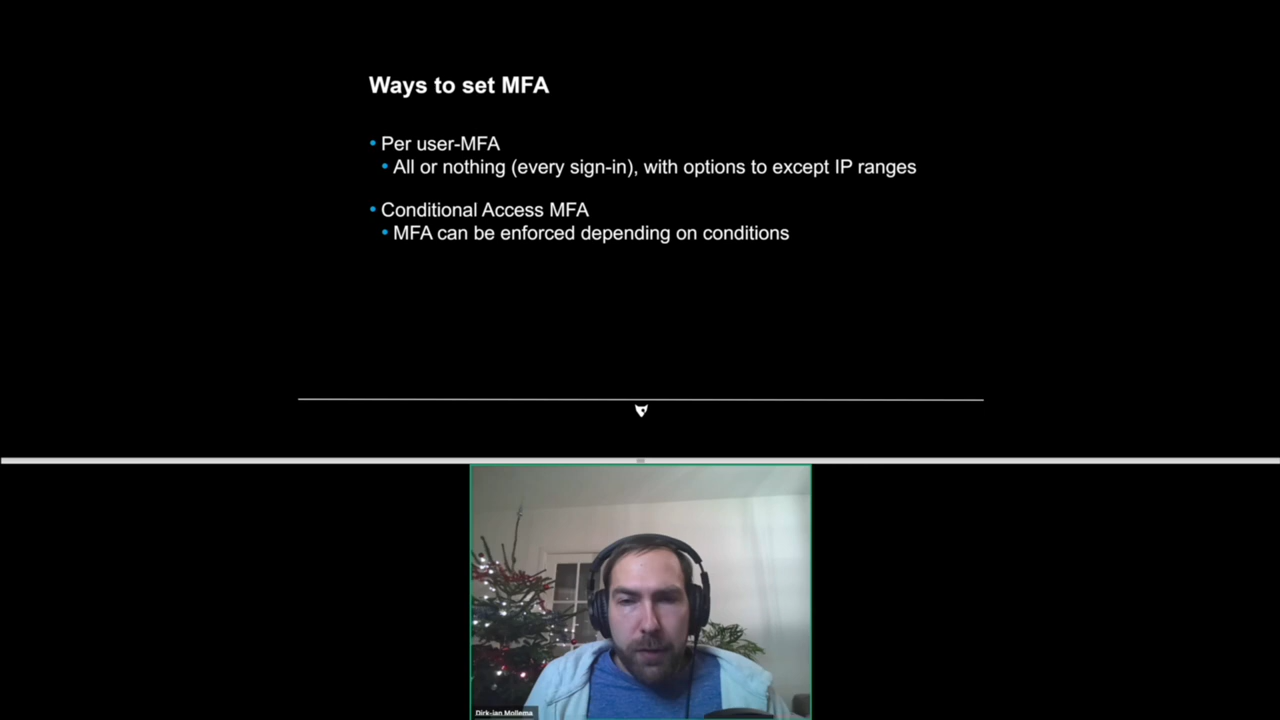 Ways to set MFA
• Per user-MFA
• All or nothing (every sign-in), with options to except IP ranges
• Conditional Access MFA
• MFA can be enforced depending on conditions
Dirk-jan Mollema